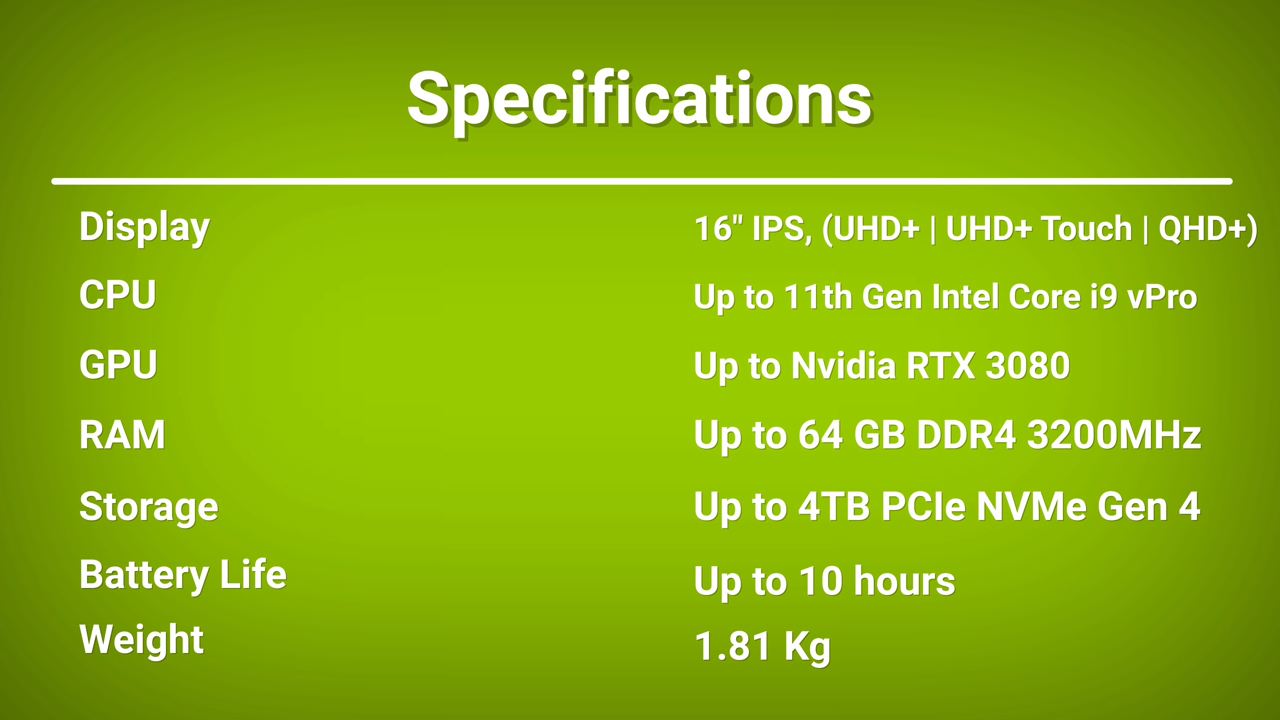 Specifications
Display 16" IPS, (UHD+ | UHD+ Touch | QHD+)
CPU Up to 11th Gen Intel Core i9 vPro
GPU Up to Nvidia RTX 3080
RAM Up to 64 GB DDR4 3200MHz
Storage Up to 4TB PCIe NVMe Gen 4
Battery Life Up to 10 hours
Weight 1.81 Kg